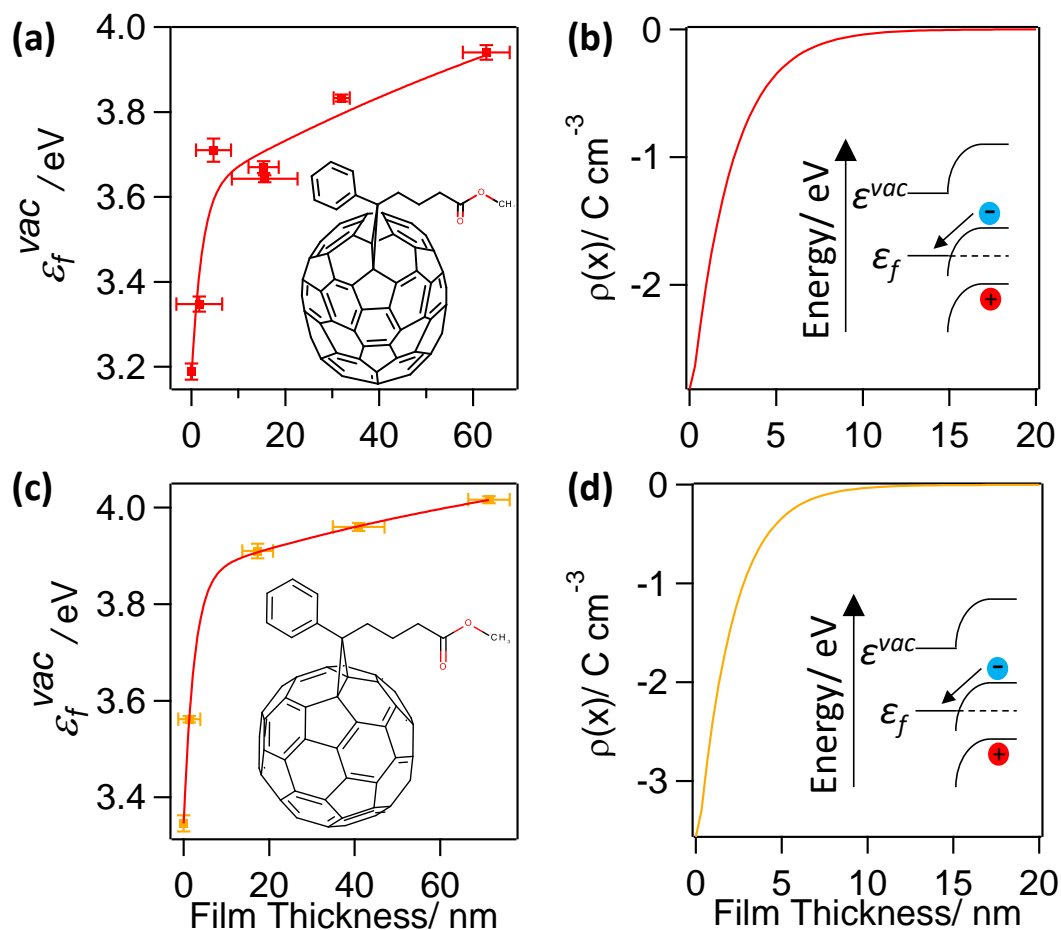 (a)
4.0
3.8
3.6
3.4
3.2
ε_f^vac / eV
O
O
CH₃
0
20
40
60
(b)
0
-1
-2
ρ(x)/ C cm⁻³
Energy/ eV
ε^vac
ε_f
-
+
0
5
10
15
20
(c)
4.0
3.8
3.6
3.4
ε_f^vac / eV
O
O
CH₃
0
20
40
60
Film Thickness/ nm
(d)
0
-1
-2
-3
ρ(x)/ C cm⁻³
Energy/ eV
ε^vac
ε_f
-
+
0
5
10
15
20
Film Thickness/ nm